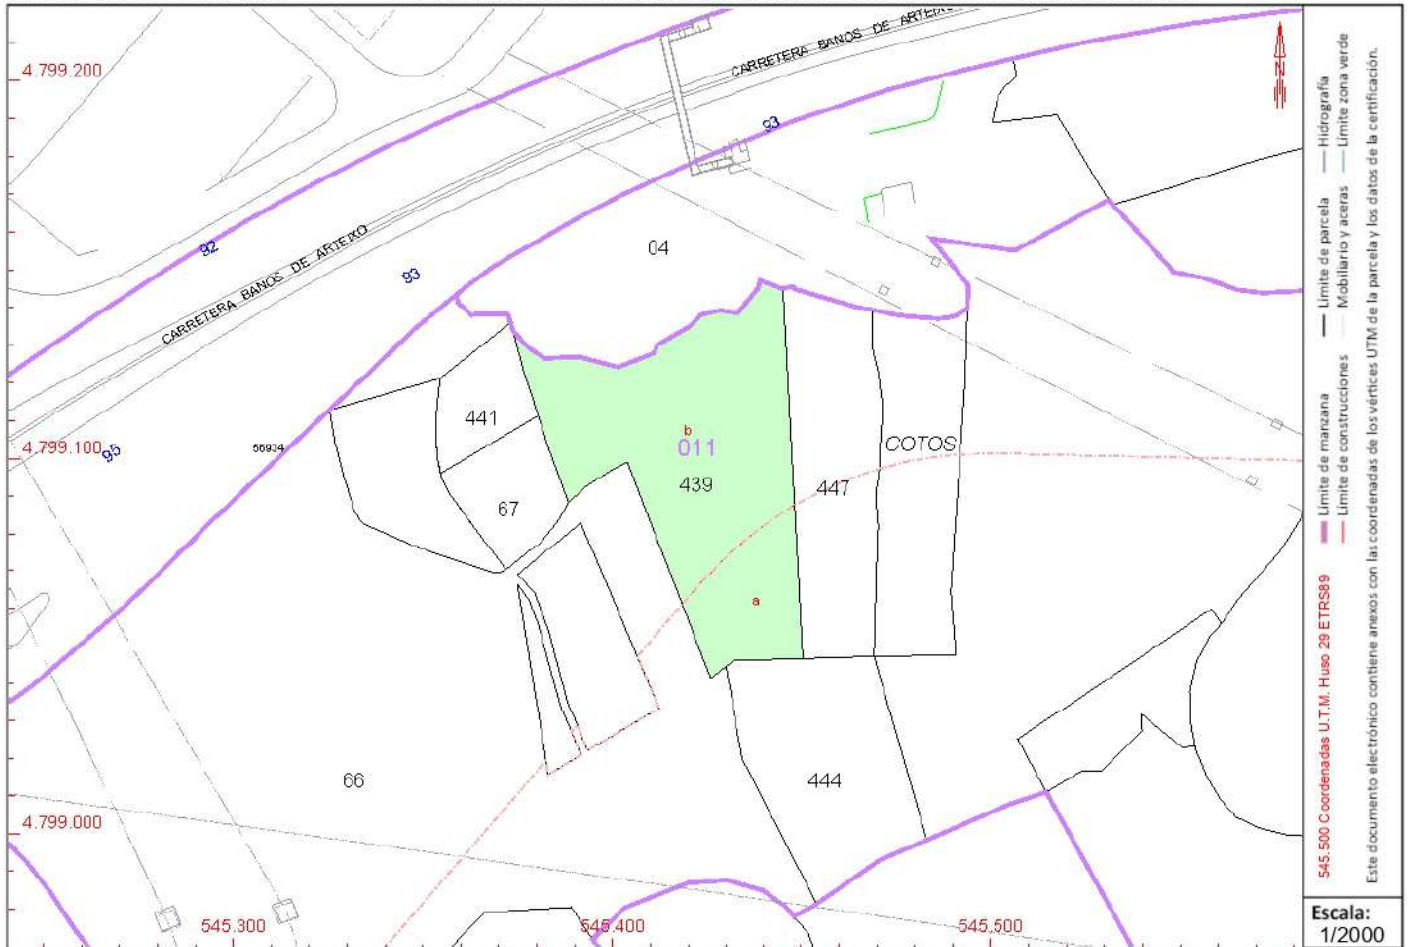 CARRETERA BANOS DE ARTEIXO
4.799.200
93
92
04
CARRETERA BANOS DE ARTEIXO
93
441
b
4.799.100
95
56934
011
COTOS
439
447
67
a
66
444
4.799.000
545.300
545.400
545.500
N
Hidrografía
Límite zona verde
Límite de parcela
Mobiliario y aceras
Límite de manzana
Límite de construcciones
545.500 Coordenadas U.T.M. Huso 29 ETRS89
Este documento electrónico contiene anexos con las coordenadas de los vértices UTM de la parcela y los datos de la certificación.
Escala:
1/2000